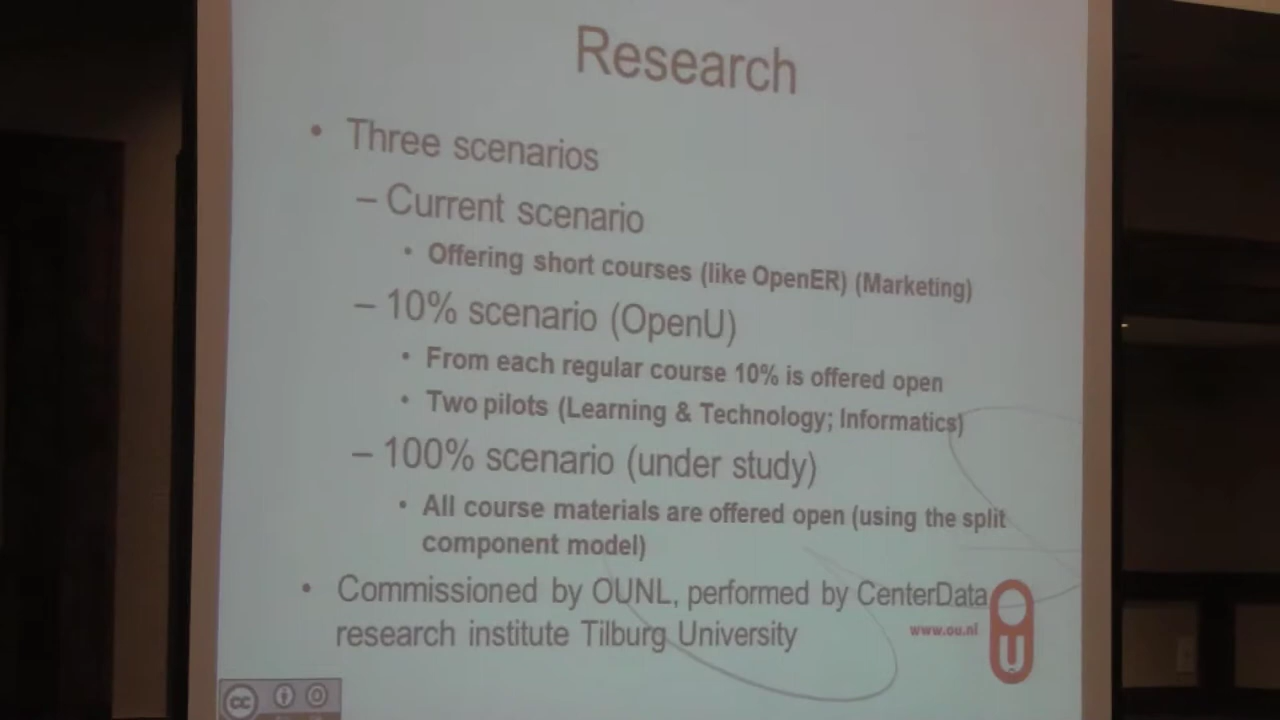 Research
• Three scenarios
– Current scenario
• Offering short courses (like OpenER) (Marketing)
– 10% scenario (OpenU)
• From each regular course 10% is offered open
• Two pilots (Learning & Technology; Informatics)
– 100% scenario (under study)
• All course materials are offered open (using the split
component model)
• Commissioned by OUNL, performed by CenterData
research institute Tilburg University
www.ou.nl
U
cc